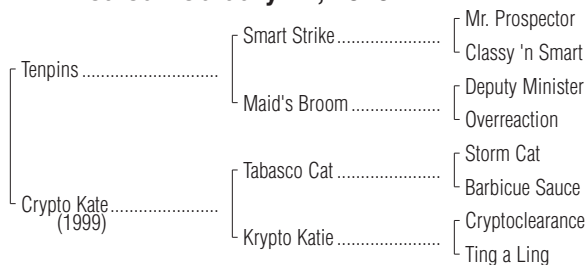 Mr. Prospector
Smart Strike
Classy 'n Smart
Tenpins
Deputy Minister
Maid's Broom
Overreaction
Storm Cat
Tabasco Cat
Barbicue Sauce
Crypto Kate
(1999)
Cryptoclearance
Krypto Katie
Ting a Ling